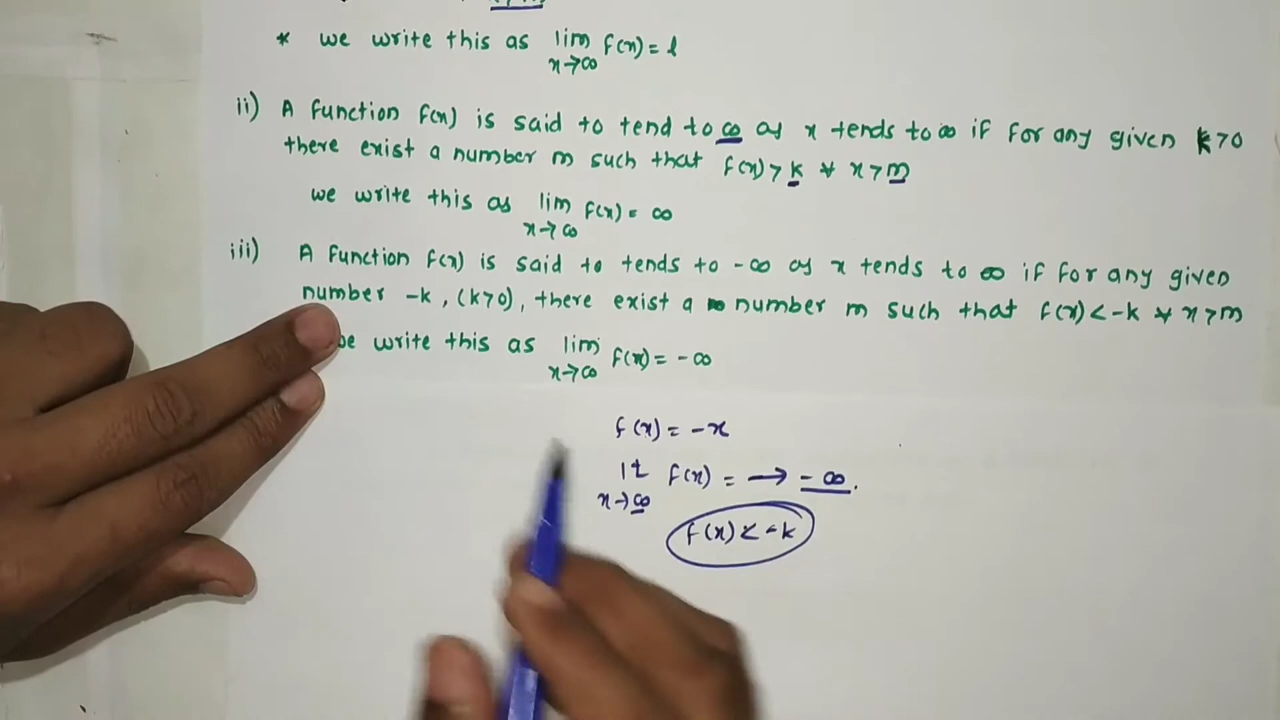 * we write this as lim f(x) = l
x→∞
ii) A function f(x) is said to tend to ∞ as x tends to ∞ if for any given k>0
there exist a number m such that f(x) > k ∀ x > m
we write this as lim f(x) = ∞
x→∞
iii) A function f(x) is said to tends to -∞ as x tends to ∞ if for any given
number -k, (k>0), there exist a number m such that f(x) < -k ∀ x > m
we write this as lim f(x) = -∞
x→∞
f(x) = -x
lt f(x) = → -∞.
x→∞
f(x) < -k